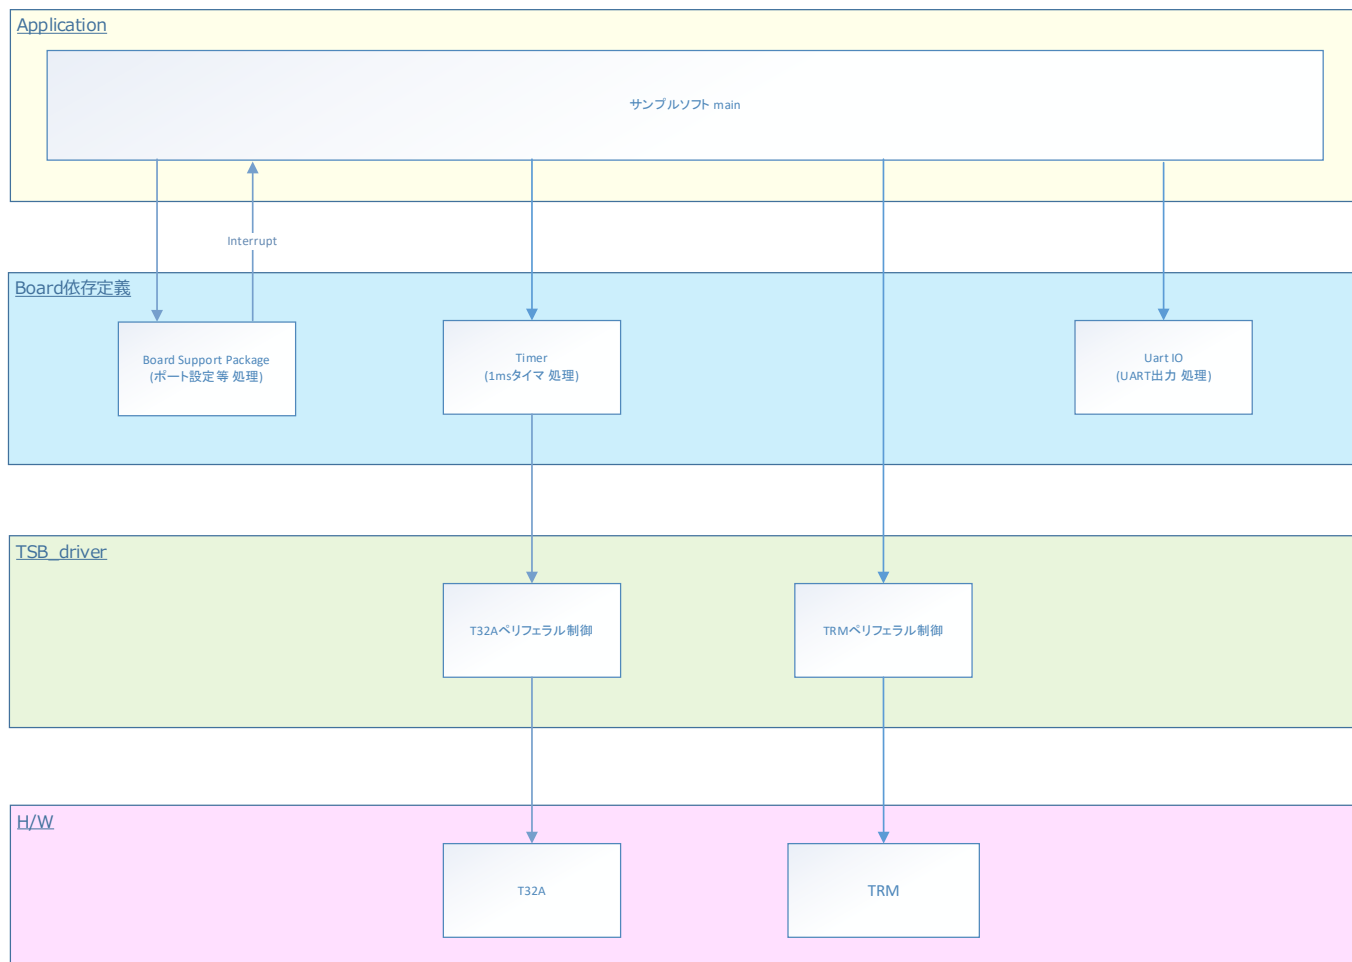 Application
サンプルソフト main
Interrupt
Board依存定義
Board Support Package
(ポート設定等 処理)
Timer
(1msタイマ 処理)
Uart IO
(UART出力 処理)
TSB_driver
T32Aペリフェラル制御
TRMペリフェラル制御
H/W
T32A
TRM